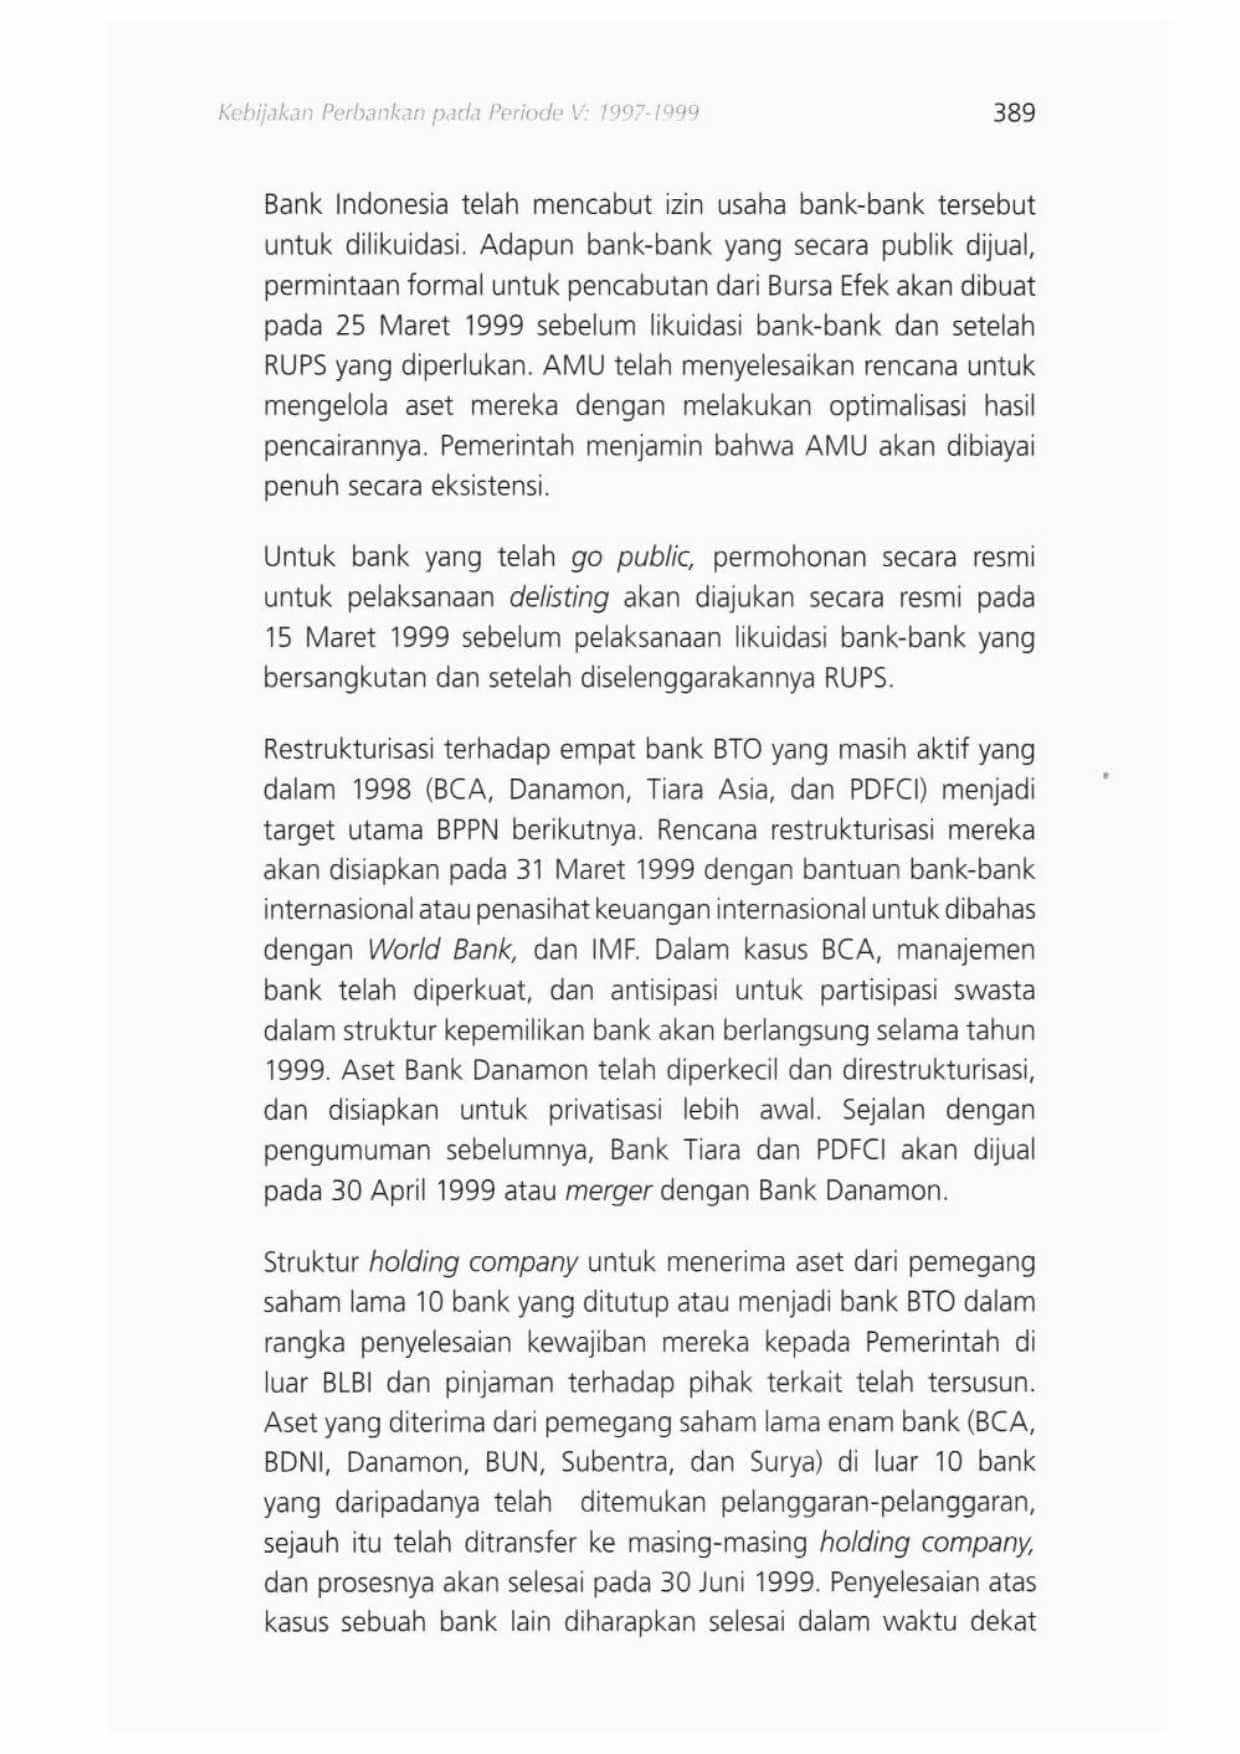 Kebijakan Perbankan pada Periode V: 1997-1999 389
Bank Indonesia telah mencabut izin usaha bank-bank tersebut
untuk dilikuidasi. Adapun bank-bank yang secara publik dijual,
permintaan formal untuk pencabutan dari Bursa Efek akan dibuat
pada 25 Maret 1999 sebelum likuidasi bank-bank dan setelah
RUPS yang diperlukan. AMU telah menyelesaikan rencana untuk
mengelola aset mereka dengan melakukan optimalisasi hasil
pencairannya. Pemerintah menjamin bahwa AMU akan dibiayai
penuh secara eksistensi.
Untuk bank yang telah go public, permohonan secara resmi
untuk pelaksanaan delisting akan diajukan secara resmi pada
15 Maret 1999 sebelum pelaksanaan likuidasi bank-bank yang
bersangkutan dan setelah diselenggarakannya RUPS.
Restrukturisasi terhadap empat bank BTO yang masih aktif yang
dalam 1998 (BCA, Danamon, Tiara Asia, dan PDFCI) menjadi
target utama BPPN berikutnya. Rencana restrukturisasi mereka
akan disiapkan pada 31 Maret 1999 dengan bantuan bank-bank
internasional atau penasihat keuangan internasional untuk dibahas
dengan World Bank, dan IMF. Dalam kasus BCA, manajemen
bank telah diperkuat, dan antisipasi untuk partisipasi swasta
dalam struktur kepemilikan bank akan berlangsung selama tahun
1999. Aset Bank Danamon telah diperkecil dan direstrukturisasi,
dan disiapkan untuk privatisasi lebih awal. Sejalan dengan
pengumuman sebelumnya, Bank Tiara dan PDFCI akan dijual
pada 30 April 1999 atau merger dengan Bank Danamon.
Struktur holding company untuk menerima aset dari pemegang
saham lama 10 bank yang ditutup atau menjadi bank BTO dalam
rangka penyelesaian kewajiban mereka kepada Pemerintah di
luar BLBI dan pinjaman terhadap pihak terkait telah tersusun.
Aset yang diterima dari pemegang saham lama enam bank (BCA,
BDNI, Danamon, BUN, Subentra, dan Surya) di luar 10 bank
yang daripadanya telah ditemukan pelanggaran-pelanggaran,
sejauh itu telah ditransfer ke masing-masing holding company,
dan prosesnya akan selesai pada 30 Juni 1999. Penyelesaian atas
kasus sebuah bank lain diharapkan selesai dalam waktu dekat